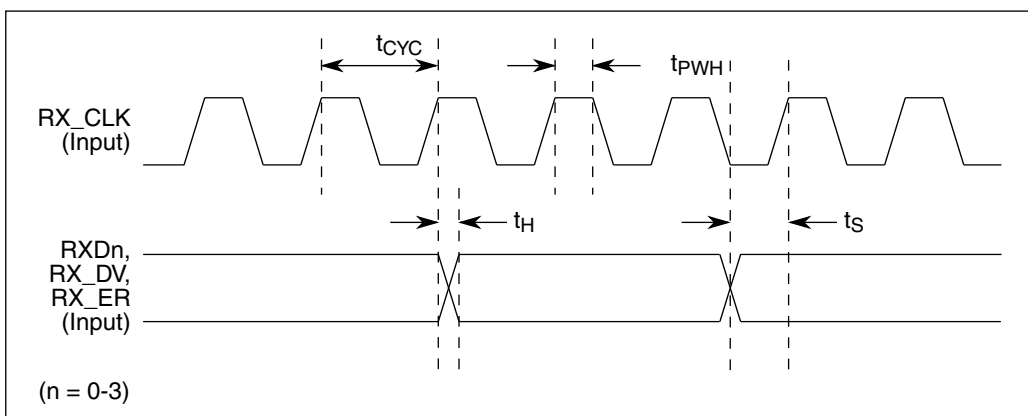 tCYC
tPWH
RX_CLK
(Input)
tH
tS
RXDn,
RX_DV,
RX_ER
(Input)
(n = 0-3)